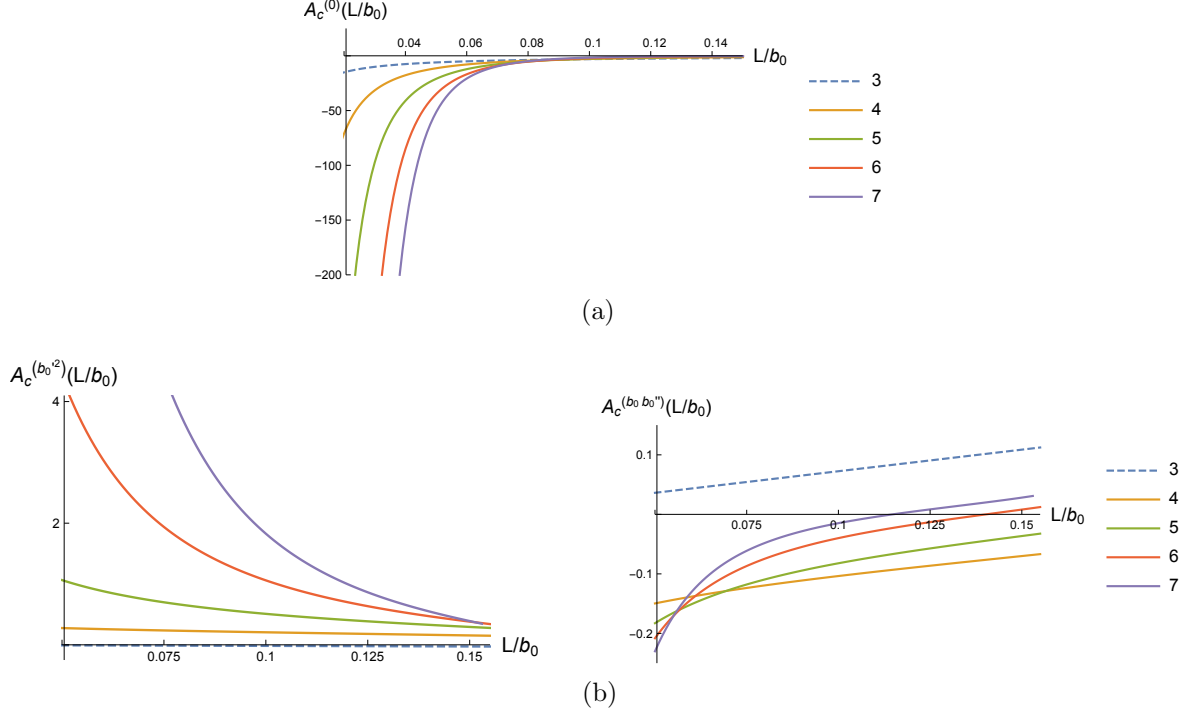 A_c^(0)(L/b_0)
0.04 0.06 0.08 0.1 0.12 0.14
L/b_0
−50
−100
−150
−200
3
4
5
6
7
(a)
A_c^(b_0'^2)(L/b_0)
4
2
0.075 0.1 0.125 0.15
L/b_0
A_c^(b_0 b_0'')(L/b_0)
0.1
−0.1
−0.2
0.075 0.1 0.125 0.15
L/b_0
3
4
5
6
7
(b)